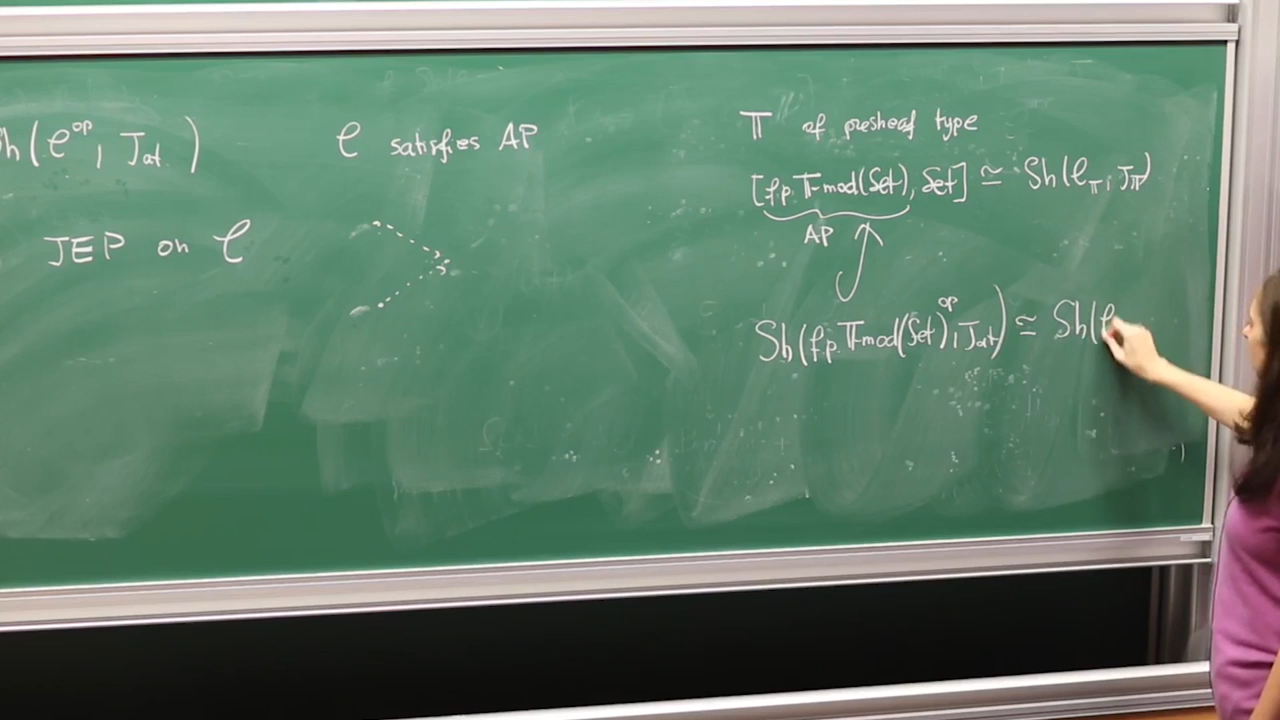 h(C^op, J_at)
C satisfies AP
JEP on C
𝕋 of presheaf type
[f.p. 𝕋-mod(Set), Set] ≃ Sh(C_𝕋, J_𝕋)
AP
Sh(f.p. 𝕋-mod(Set)^op, J_at) ≃ Sh(C